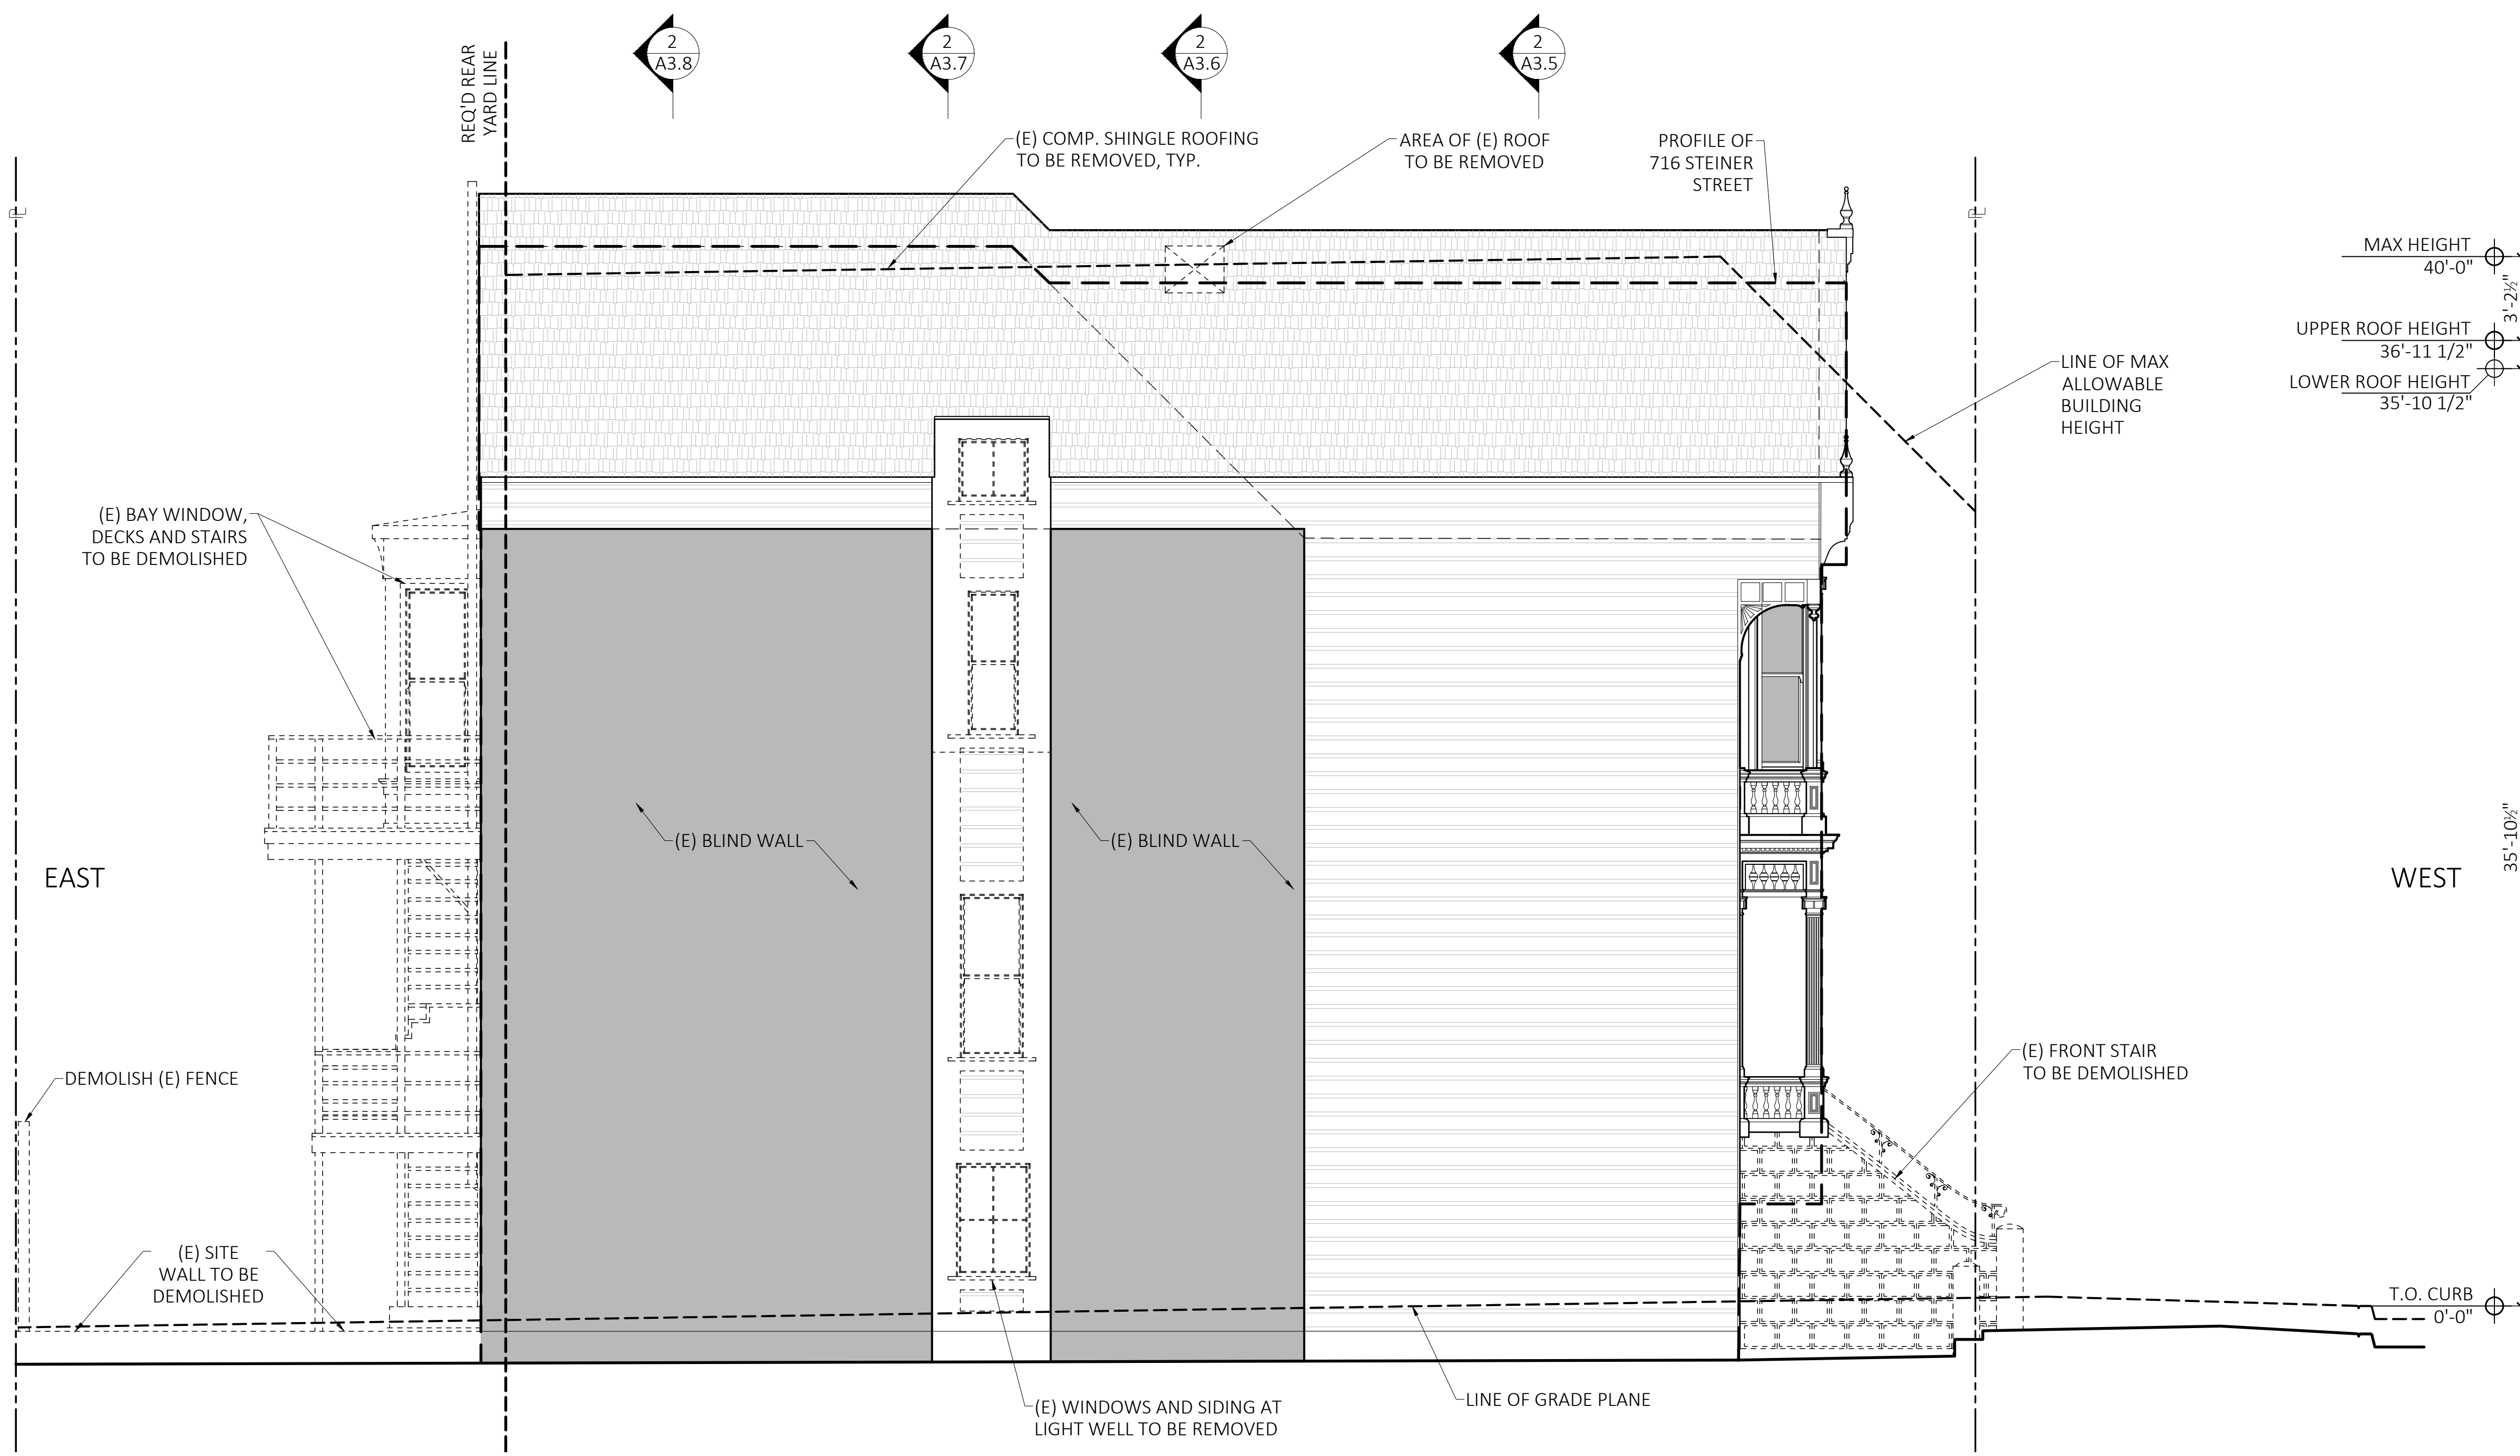 2
A3.8
2
A3.7
2
A3.6
2
A3.5
REQ'D REAR
YARD LINE
(E) COMP. SHINGLE ROOFING
TO BE REMOVED, TYP.
AREA OF (E) ROOF
TO BE REMOVED
PROFILE OF
716 STEINER
STREET
PL
PL
MAX HEIGHT
40'-0"
3'-2½"
UPPER ROOF HEIGHT
36'-11 1/2"
LOWER ROOF HEIGHT
35'-10 1/2"
LINE OF MAX
ALLOWABLE
BUILDING
HEIGHT
(E) BAY WINDOW,
DECKS AND STAIRS
TO BE DEMOLISHED
(E) BLIND WALL
(E) BLIND WALL
EAST
WEST
35'-10½"
DEMOLISH (E) FENCE
(E) FRONT STAIR
TO BE DEMOLISHED
(E) SITE
WALL TO BE
DEMOLISHED
T.O. CURB
0'-0"
(E) WINDOWS AND SIDING AT
LIGHT WELL TO BE REMOVED
LINE OF GRADE PLANE